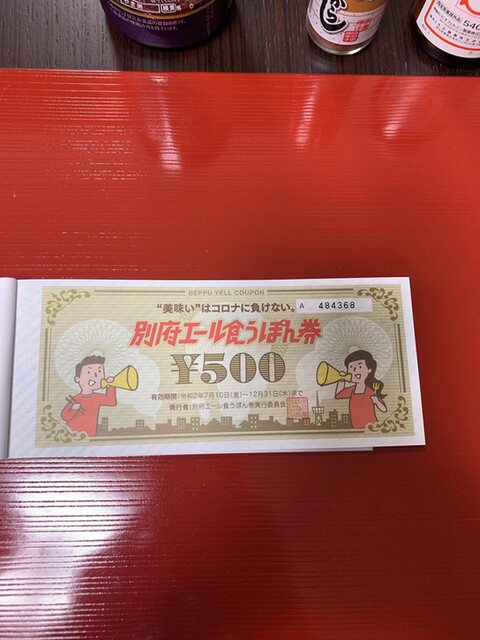 540
BEPPU YELL COUPON
"美味い"はコロナに負けない。
A 484368
別府エール食うぽん券
¥500
有効期間:令和2年7月10日(金)〜12月31日(木)まで
発行者:別府エール食うぽん券実行委員会